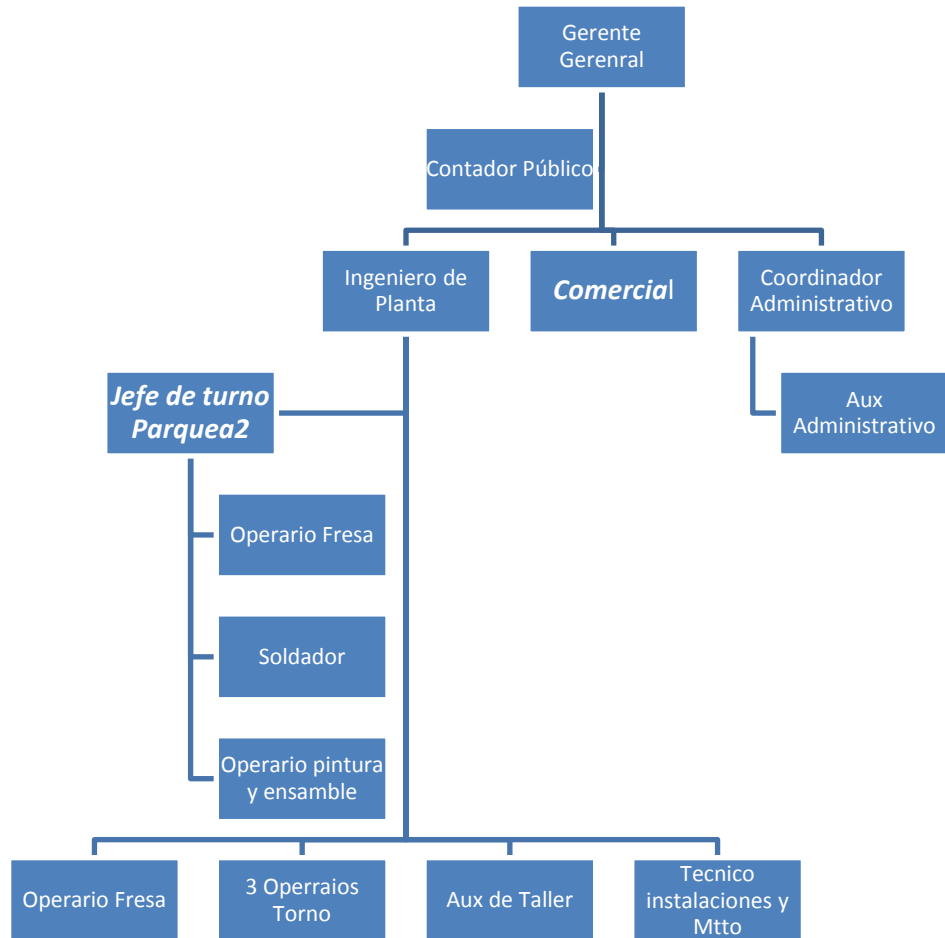 Gerente
Gerenral
Contador Público
Ingeniero de
Planta
Comercial
Coordinador
Administrativo
Jefe de turno
Parquea2
Aux
Administrativo
Operario Fresa
Soldador
Operario pintura
y ensamble
Operario Fresa
3 Operraios
Torno
Aux de Taller
Tecnico
instalaciones y
Mtto